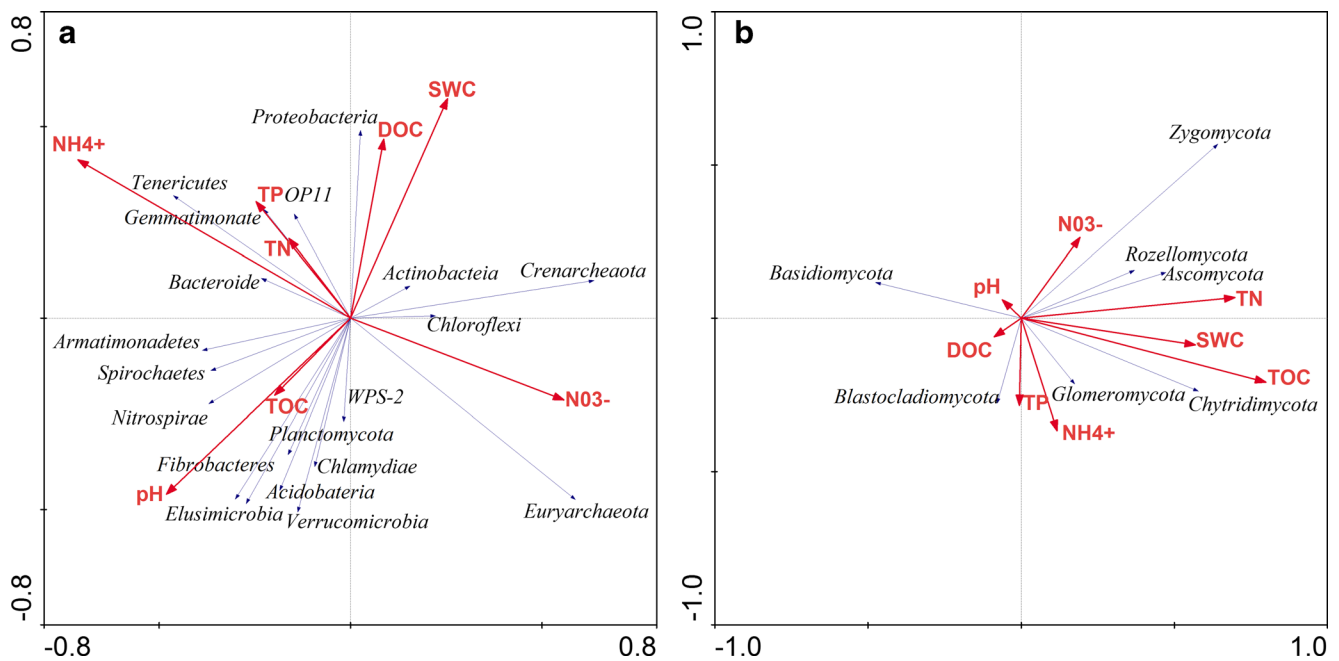 a
0.8
-0.8
-0.8
0.8
SWC
Proteobacteria
DOC
NH4+
Tenericutes
TP
OP11
Gemmatimonate
TN
Bacteroide
Actinobacteia
Crenarcheaota
Chloroflexi
Armatimonadetes
Spirochaetes
Nitrospirae
TOC
WPS-2
N03-
Planctomycota
Fibrobacteres
Chlamydiae
pH
Acidobateria
Elusimicrobia
Verrucomicrobia
Euryarchaeota
b
1.0
-1.0
-1.0
1.0
Zygomycota
N03-
Rozellomycota
Basidiomycota
Ascomycota
pH
TN
DOC
SWC
TOC
Blastocladiomycota
TP
Glomeromycota
Chytridimycota
NH4+